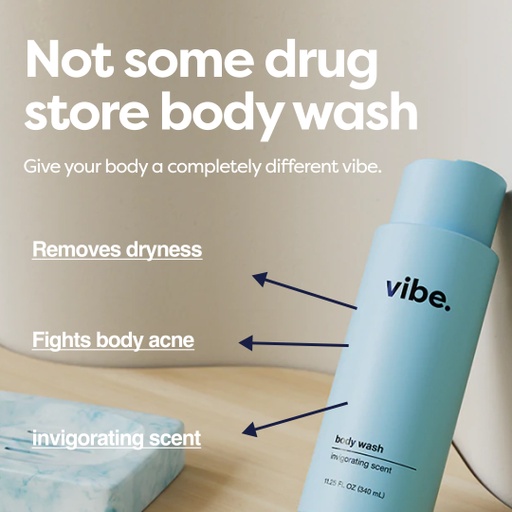 Not some drug
store body wash
Give your body a completely different vibe.
Removes dryness
Fights body acne
invigorating scent
vibe.
body wash
invigorating scent
11.25 FL OZ (340 mL)